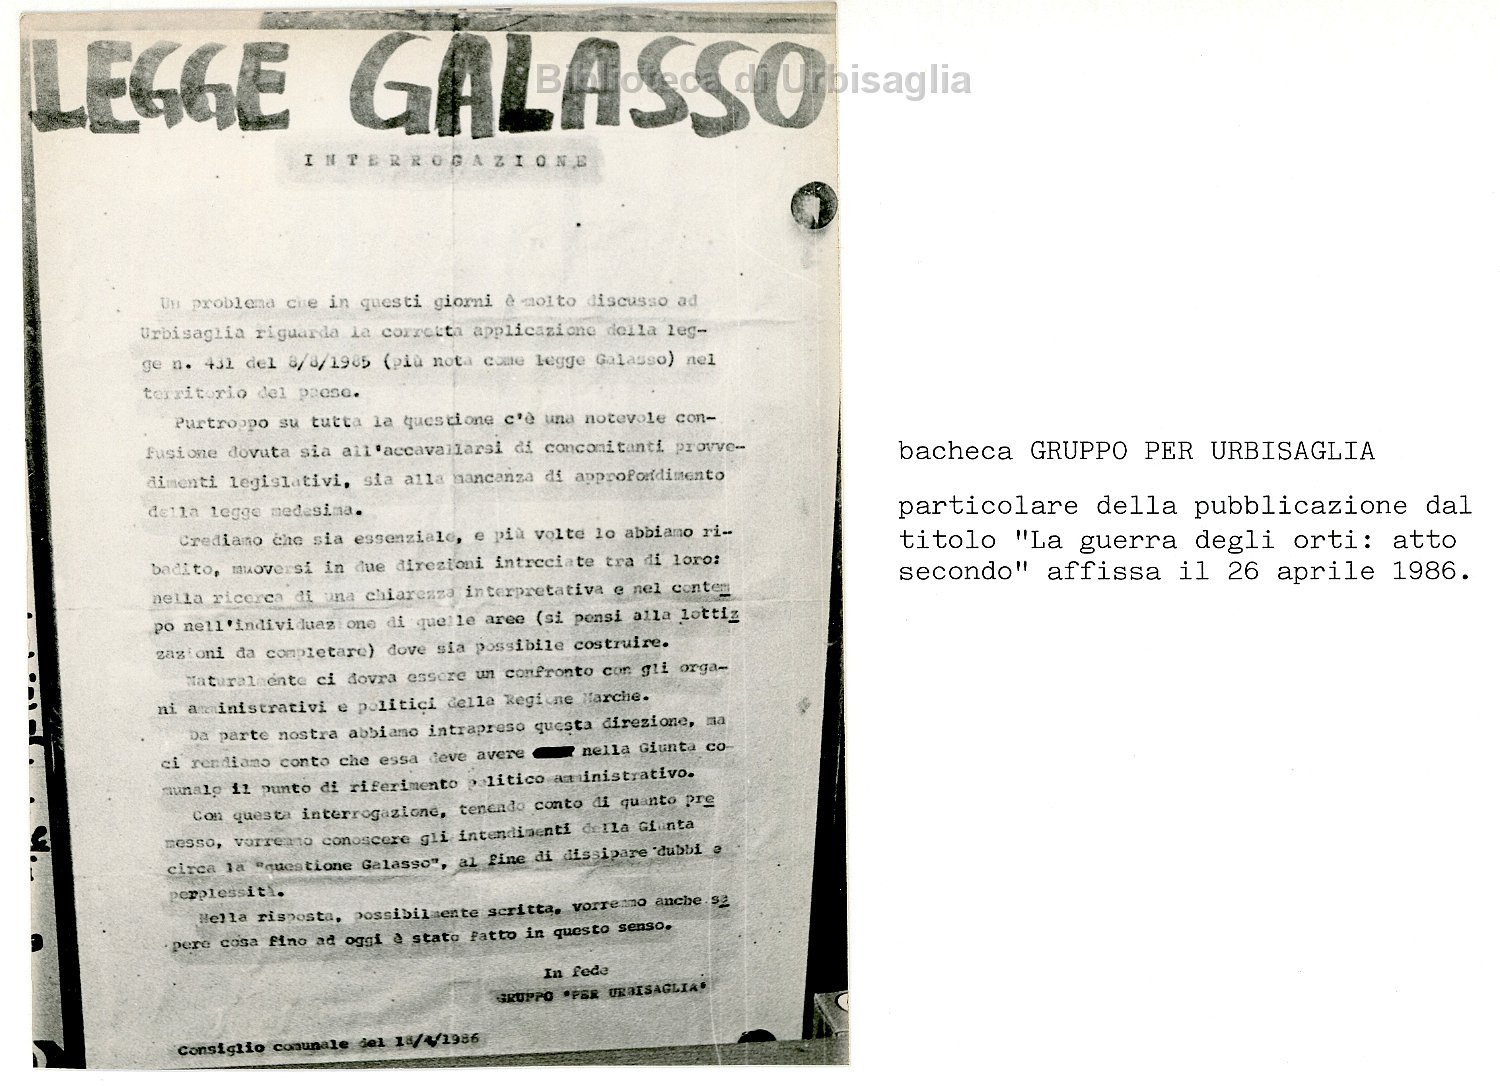 LEGGE GALASSO
Biblioteca di Urbisaglia
INTERROGAZIONE
Un problema che in questi giorni è molto discusso ad
Urbisaglia riguarda la corretta applicazione della leg-
ge n. 431 del 8/8/1985 (più nota come legge Galasso) nel
territorio del paese.
Purtroppo su tutta la questione c'è una notevole con-
fusione dovuta sia all'accavallarsi di concomitanti provve-
dimenti legislativi, sia alla mancanza di approfondimento
della legge medesima.
Crediamo che sia essenziale, e più volte lo abbiamo ri-
badito, muoversi in due direzioni intrecciate tra di loro:
nella ricerca di una chiarezza interpretativa e nel contem
po nell'individuazione di quelle aree (si pensi alla lottiz
zazioni da completare) dove sia possibile costruire.
Naturalmente ci dovra essere un confronto con gli orga-
ni amministrativi e politici della Regione Marche.
Da parte nostra abbiamo intrapreso questa direzione, ma
ci rendiamo conto che essa deve avere nella Giunta co-
munale il punto di riferimento politico amministrativo.
Con questa interrogazione, tenendo conto di quanto pre
messo, vorremmo conoscere gli intendimenti della Giunta
circa la "questione Galasso", al fine di dissipare dubbi e
perplessità.
Nella risposta, possibilmente scritta, vorremmo anche sa
pere cosa fino ad oggi è stato fatto in questo senso.
In fede
GRUPPO "PER URBISAGLIA"
Consiglio comunale del 18/4/1986
bacheca GRUPPO PER URBISAGLIA
particolare della pubblicazione dal
titolo "La guerra degli orti: atto
secondo" affissa il 26 aprile 1986.